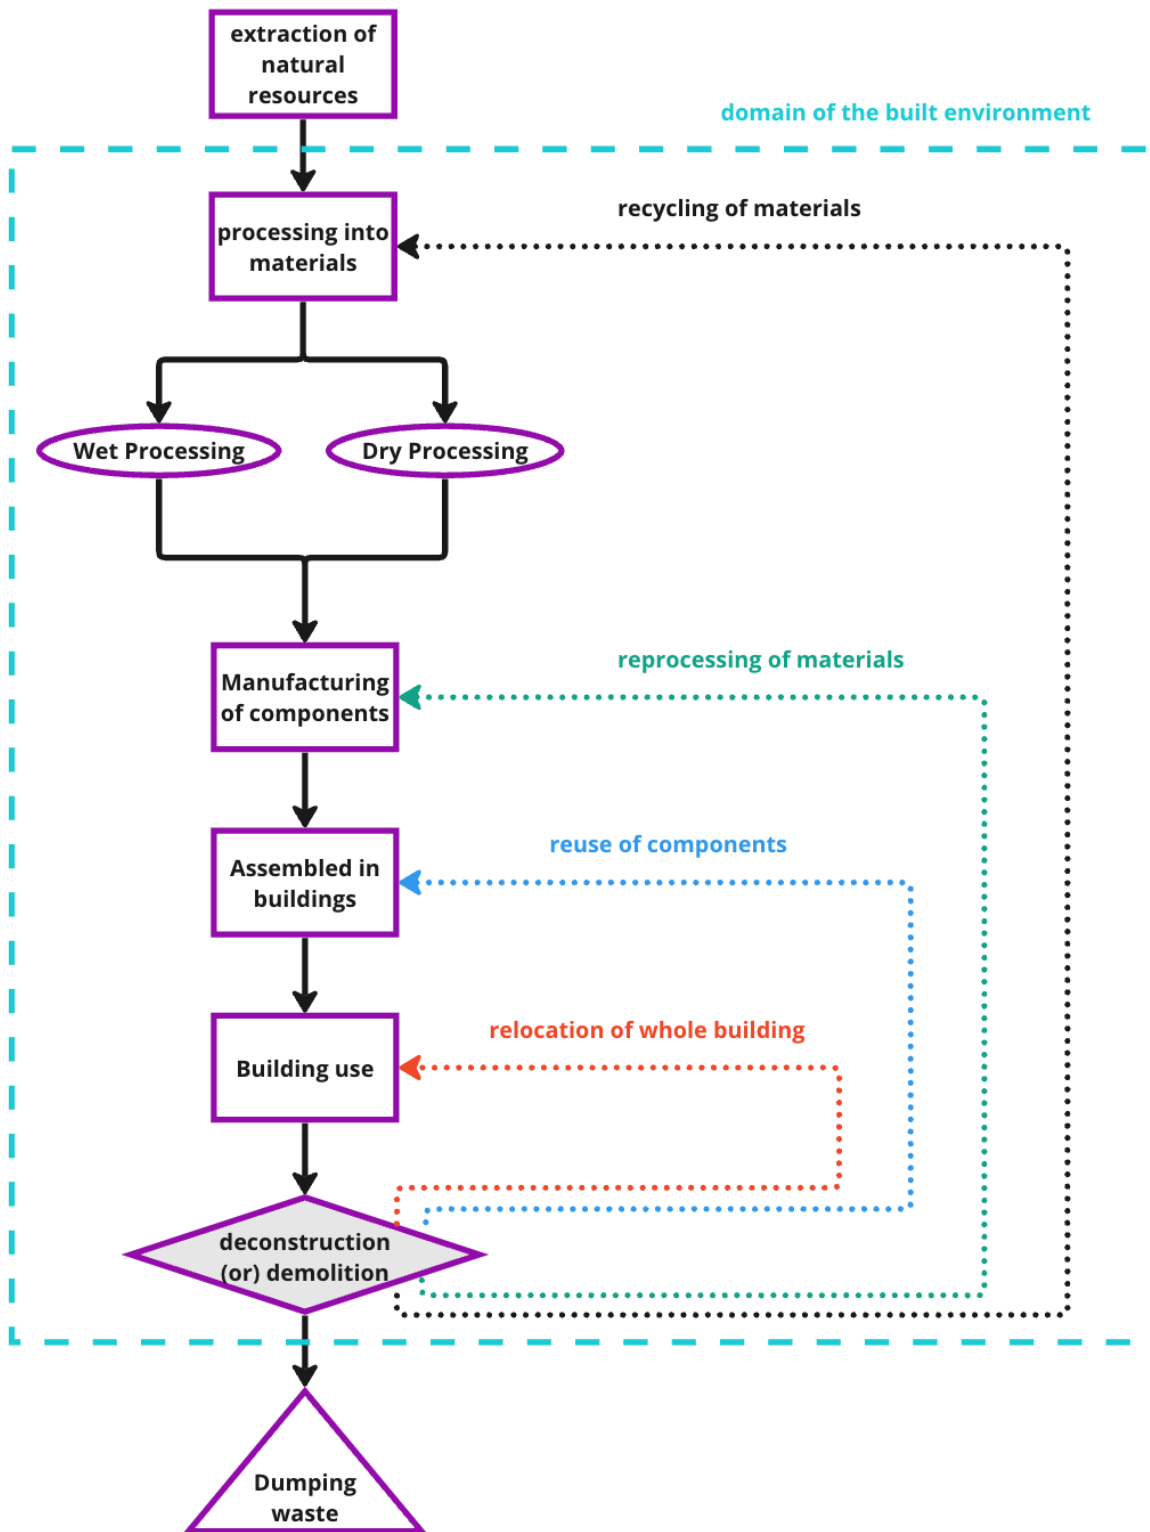 extraction of
natural
resources
domain of the built environment
recycling of materials
processing into
materials
Wet Processing
Dry Processing
reprocessing of materials
Manufacturing
of components
reuse of components
Assembled in
buildings
relocation of whole building
Building use
deconstruction
(or) demolition
Dumping
waste